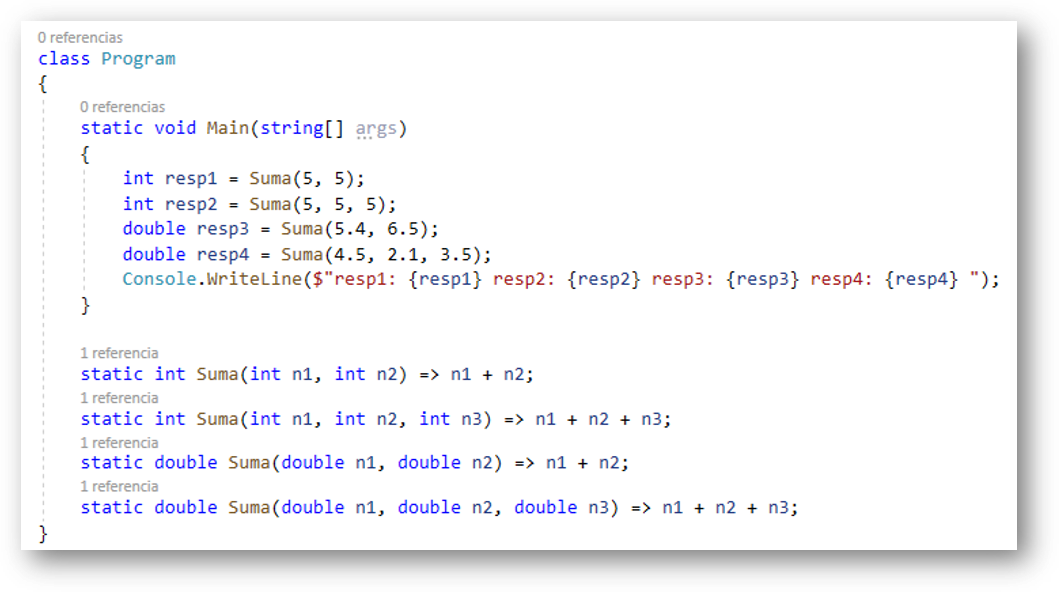 0 referencias
class Program
{
0 referencias
static void Main(string[] args)
{
int resp1 = Suma(5, 5);
int resp2 = Suma(5, 5, 5);
double resp3 = Suma(5.4, 6.5);
double resp4 = Suma(4.5, 2.1, 3.5);
Console.WriteLine($"resp1: {resp1} resp2: {resp2} resp3: {resp3} resp4: {resp4} ");
}
1 referencia
static int Suma(int n1, int n2) => n1 + n2;
1 referencia
static int Suma(int n1, int n2, int n3) => n1 + n2 + n3;
1 referencia
static double Suma(double n1, double n2) => n1 + n2;
1 referencia
static double Suma(double n1, double n2, double n3) => n1 + n2 + n3;
}